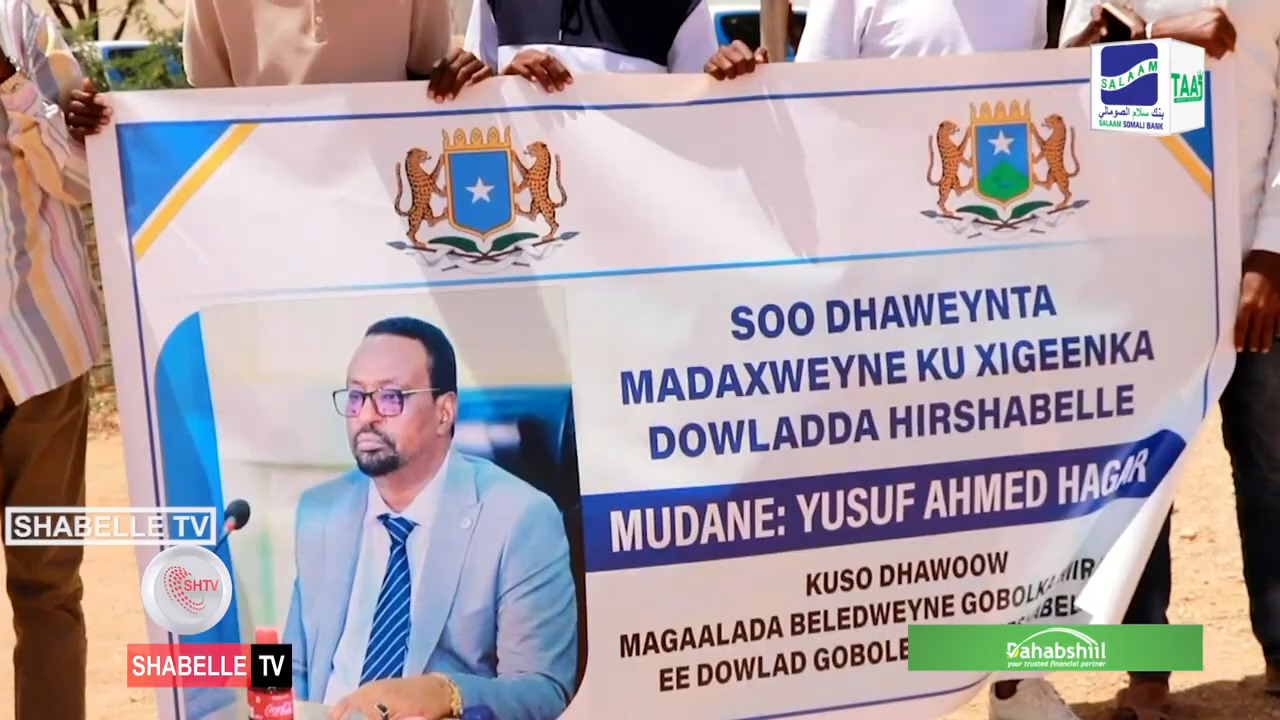 SALAAM
TAAJ
بنك سلام الصومالي
SALAAM SOMALI BANK
SOO DHAWEYNTA
MADAXWEYNE KU XIGEENKA
DOWLADDA HIRSHABELLE
MUDANE: YUSUF AHMED HAGAR
KUSO DHAWOOW
MAGAALADA BELEDWEYNE
EE DOWLAD
SHABELLE TV
SHTV
SHABELLE TV
Dahabshiil
your trusted financial partner